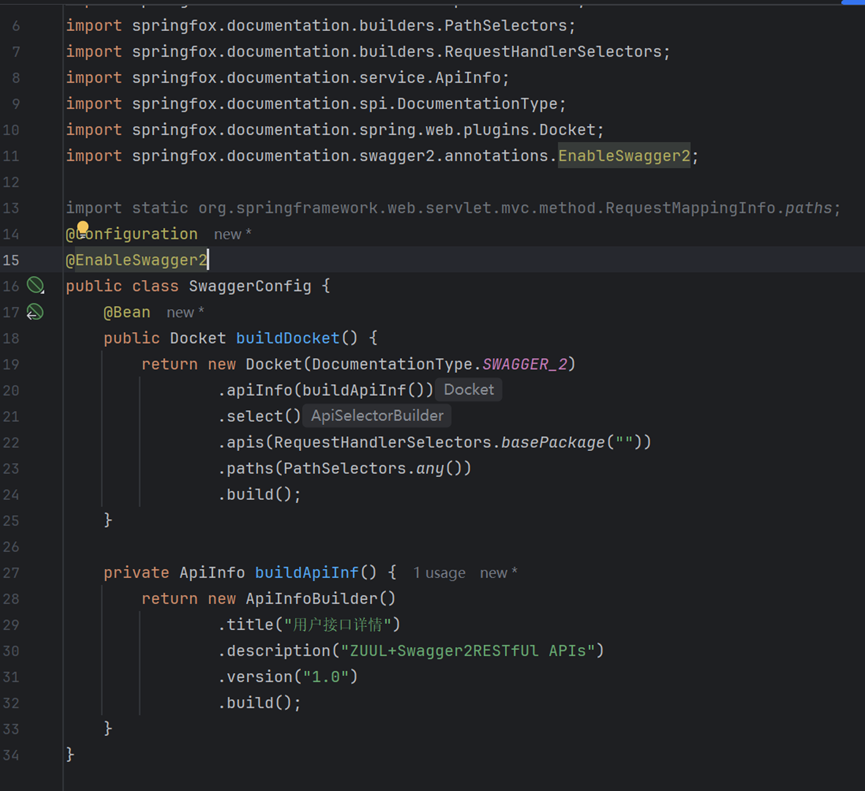 6 import springfox.documentation.builders.PathSelectors;
7 import springfox.documentation.builders.RequestHandlerSelectors;
8 import springfox.documentation.service.ApiInfo;
9 import springfox.documentation.spi.DocumentationType;
10 import springfox.documentation.spring.web.plugins.Docket;
11 import springfox.documentation.swagger2.annotations.EnableSwagger2;
12
13 import static org.springframework.web.servlet.mvc.method.RequestMappingInfo.paths;
14 @Configuration new *
15 @EnableSwagger2
16 public class SwaggerConfig {
17 @Bean new *
18 public Docket buildDocket() {
19 return new Docket(DocumentationType.SWAGGER_2)
20 .apiInfo(buildApiInf()) Docket
21 .select() ApiSelectorBuilder
22 .apis(RequestHandlerSelectors.basePackage(""))
23 .paths(PathSelectors.any())
24 .build();
25 }
26
27 private ApiInfo buildApiInf() { 1 usage new *
28 return new ApiInfoBuilder()
29 .title("用户接口详情")
30 .description("ZUUL+Swagger2RESTfUl APIs")
31 .version("1.0")
32 .build();
33 }
34 }